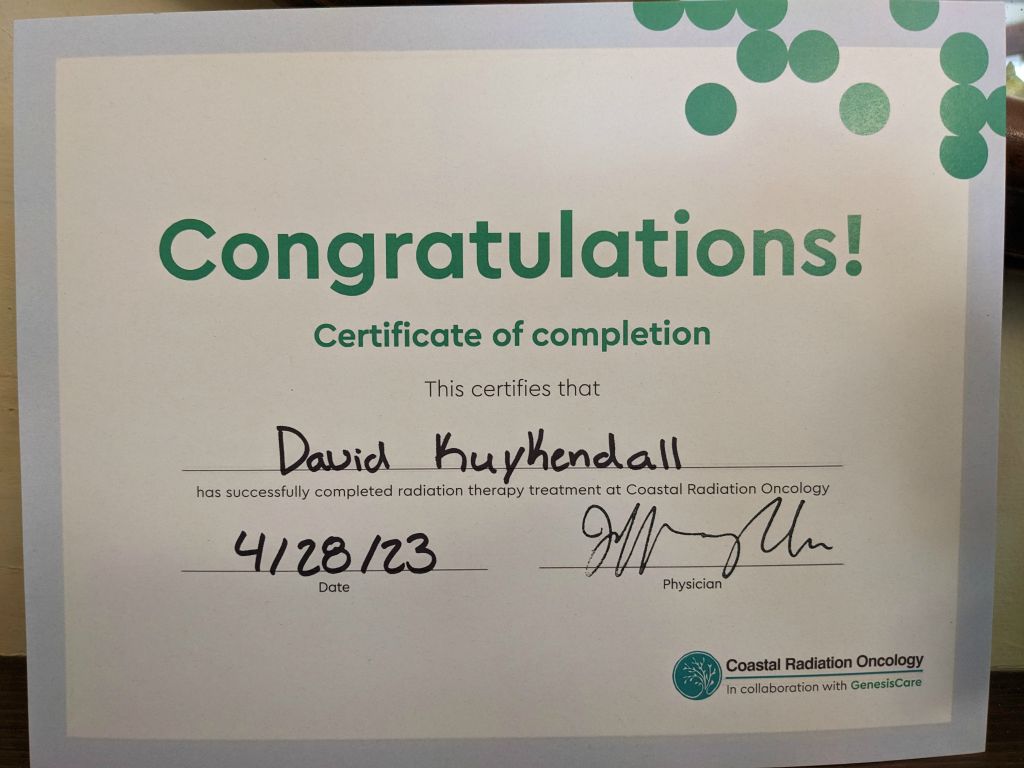 Congratulations!
Certificate of completion
This certifies that
David Kuykendall
has successfully completed radiation therapy treatment at Coastal Radiation Oncology
4/28/23
Date
Physician
Coastal Radiation Oncology
In collaboration with GenesisCare